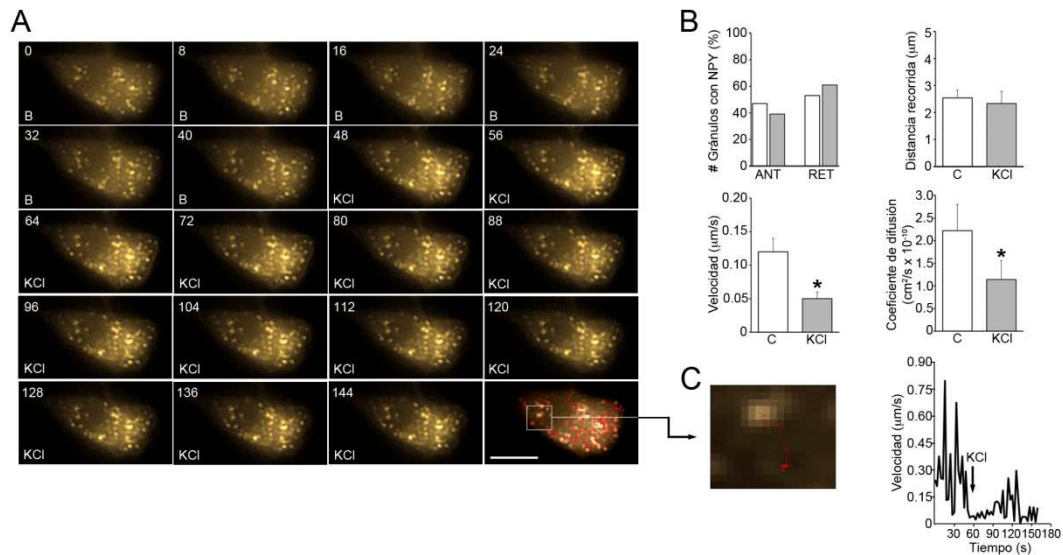 A
0
8
16
24
B
B
B
B
32
40
48
56
B
B
KCl
KCl
64
72
80
88
KCl
KCl
KCl
KCl
96
104
112
120
KCl
KCl
KCl
KCl
128
136
144
KCl
KCl
KCl
B
# Gránulos con NPY (%)
100
80
60
40
20
0
ANT RET
Distancia recorrida (µm)
5
4
3
2
1
0
C KCl
Velocidad (µm/s)
0.20
0.15
0.10
0.05
0
*
C KCl
Coeficiente de difusión
(cm²/s x 10⁻¹⁰)
3.0
2.5
2.0
1.5
1.0
0.5
0
*
C KCl
C
Velocidad (µm/s)
0.90
0.75
0.60
0.45
0.30
0.15
0
KCl
30 60 90 120 150 180
Tiempo (s)